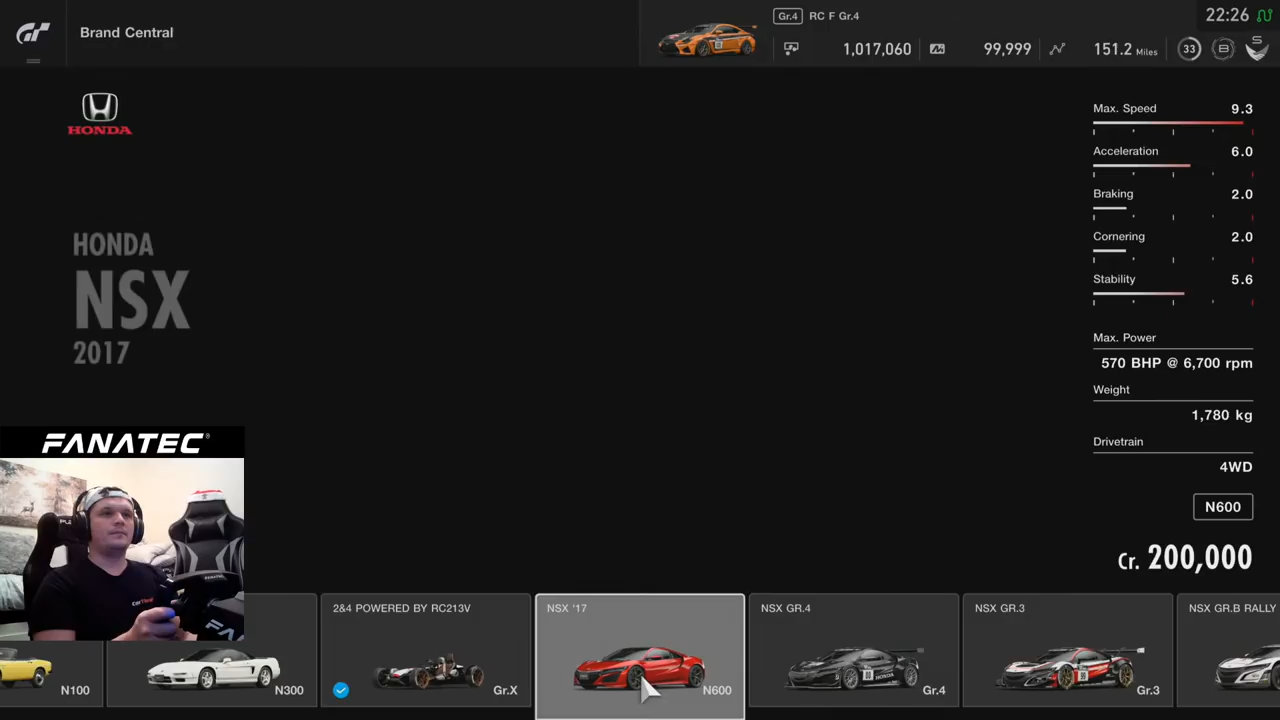 Brand Central
Gr.4 RC F Gr.4
1,017,060
99,999
151.2 Miles
33
B
S
22:26
HONDA
HONDA
NSX
2017
Max. Speed 9.3
Acceleration 6.0
Braking 2.0
Cornering 2.0
Stability 5.6
Max. Power
570 BHP @ 6,700 rpm
Weight
1,780 kg
Drivetrain
4WD
N600
Cr. 200,000
FANATEC®
N100
N300
2&4 POWERED BY RC213V
Gr.X
NSX '17
N600
NSX GR.4
Gr.4
NSX GR.3
Gr.3
NSX GR.B RALLY